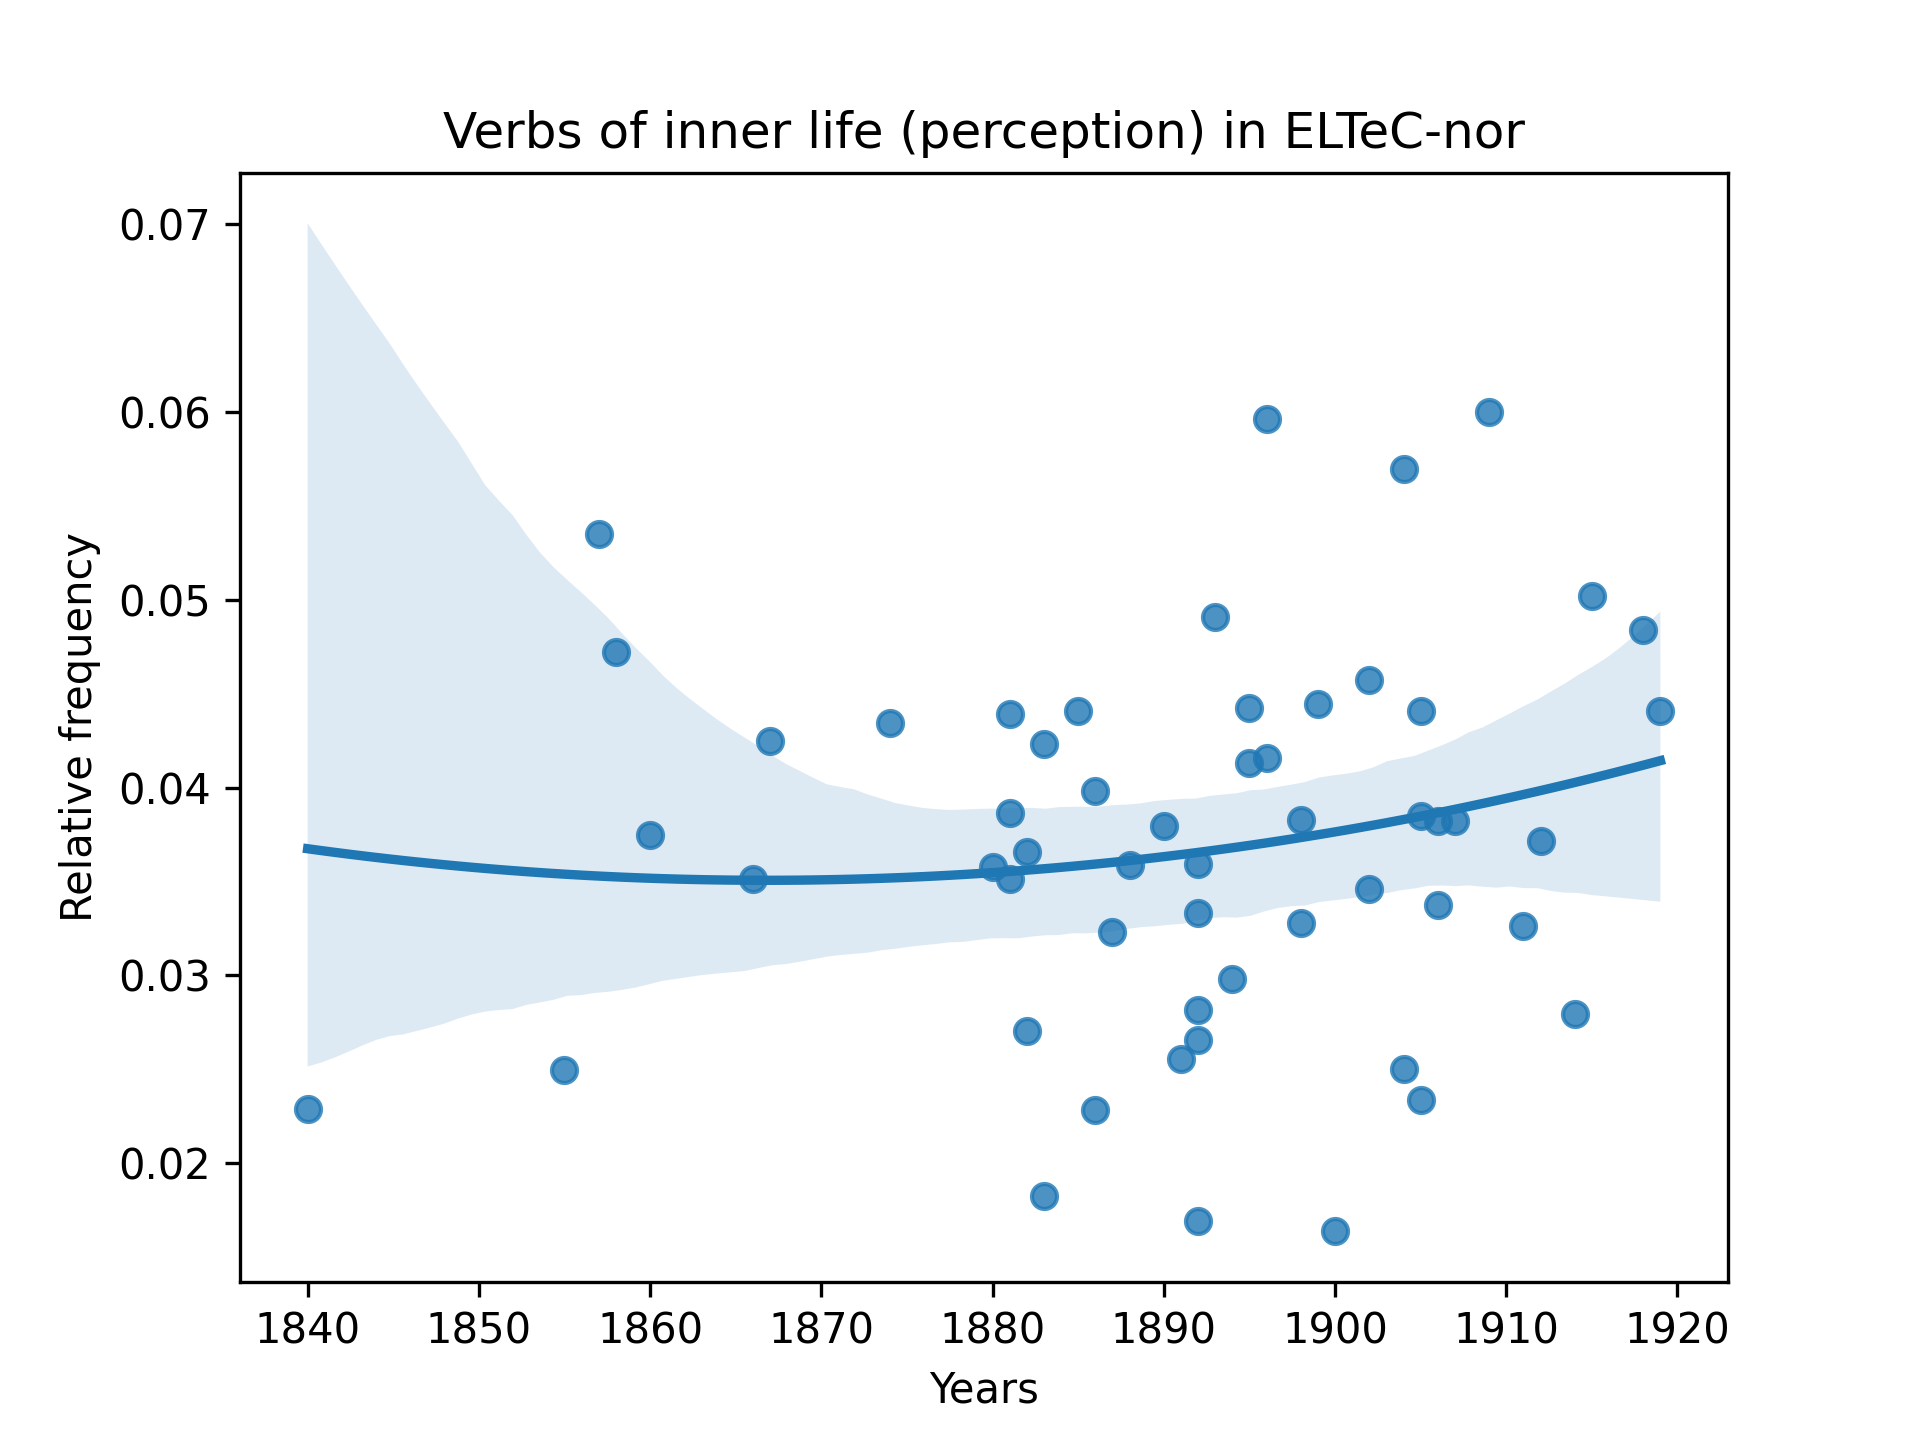 Verbs of inner life (perception) in ELTeC-nor
0.07
0.06
0.05
0.04
0.03
0.02
Relative frequency
1840 1850 1860 1870 1880 1890 1900 1910 1920
Years